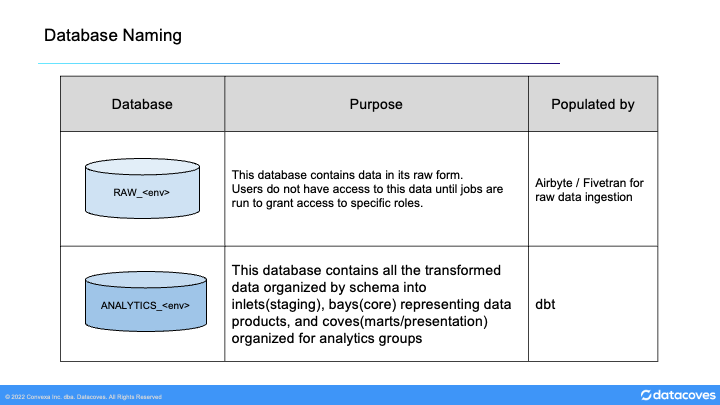 Database Naming
Database
Purpose
Populated by
RAW_<env>
This database contains data in its raw form.
Users do not have access to this data until jobs are
run to grant access to specific roles.
Airbyte / Fivetran for
raw data ingestion
ANALYTICS_<env>
This database contains all the transformed
data organized by schema into
inlets(staging), bays(core) representing data
products, and coves(marts/presentation)
organized for analytics groups
dbt
© 2022 Convexa Inc. dba. Datacoves. All Rights Reserved
datacoves